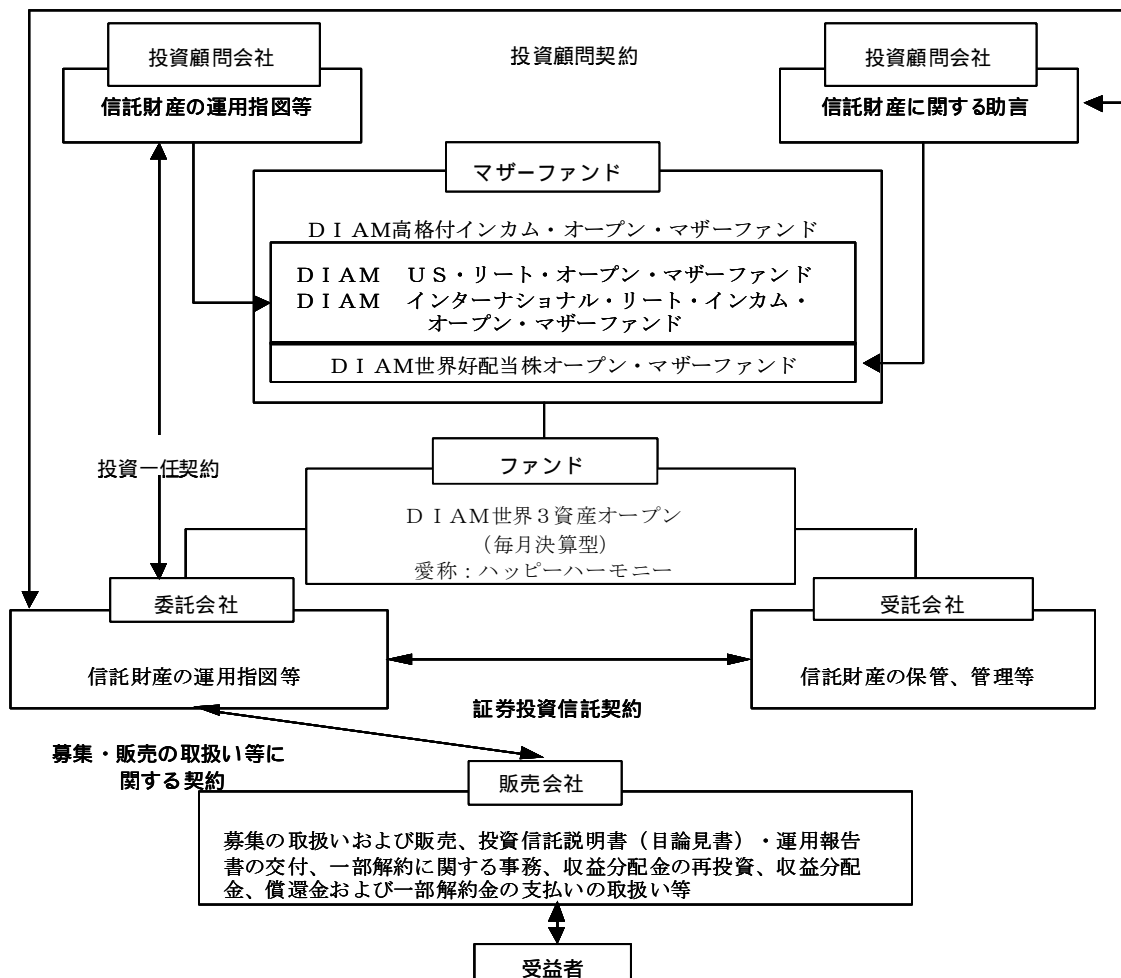 投資顧問会社
投資顧問契約
投資顧問会社
信託財産の運用指図等
信託財産に関する助言
マザーファンド
ＤＩＡＭ高格付インカム・オープン・マザーファンド
ＤＩＡＭ　ＵＳ・リート・オープン・マザーファンド
ＤＩＡＭ　インターナショナル・リート・インカム・
オープン・マザーファンド
ＤＩＡＭ世界好配当株オープン・マザーファンド
投資一任契約
ファンド
ＤＩＡＭ世界３資産オープン
（毎月決算型）
愛称：ハッピーハーモニー
委託会社
受託会社
信託財産の運用指図等
信託財産の保管、管理等
証券投資信託契約
募集・販売の取扱い等に
関する契約
販売会社
募集の取扱いおよび販売、投資信託説明書（目論見書）・運用報告
書の交付、一部解約に関する事務、収益分配金の再投資、収益分配
金、償還金および一部解約金の支払いの取扱い等
受益者